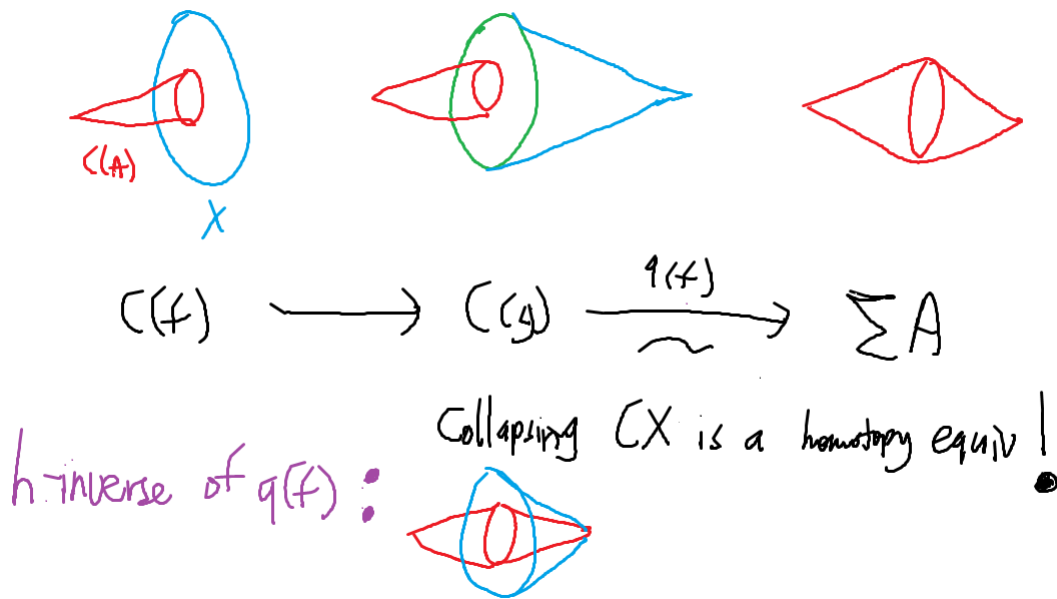 C(A)
X
C(f) C(g) q(f) ΣA
Collapsing CX is a homotopy equiv!
h-inverse of q(f):